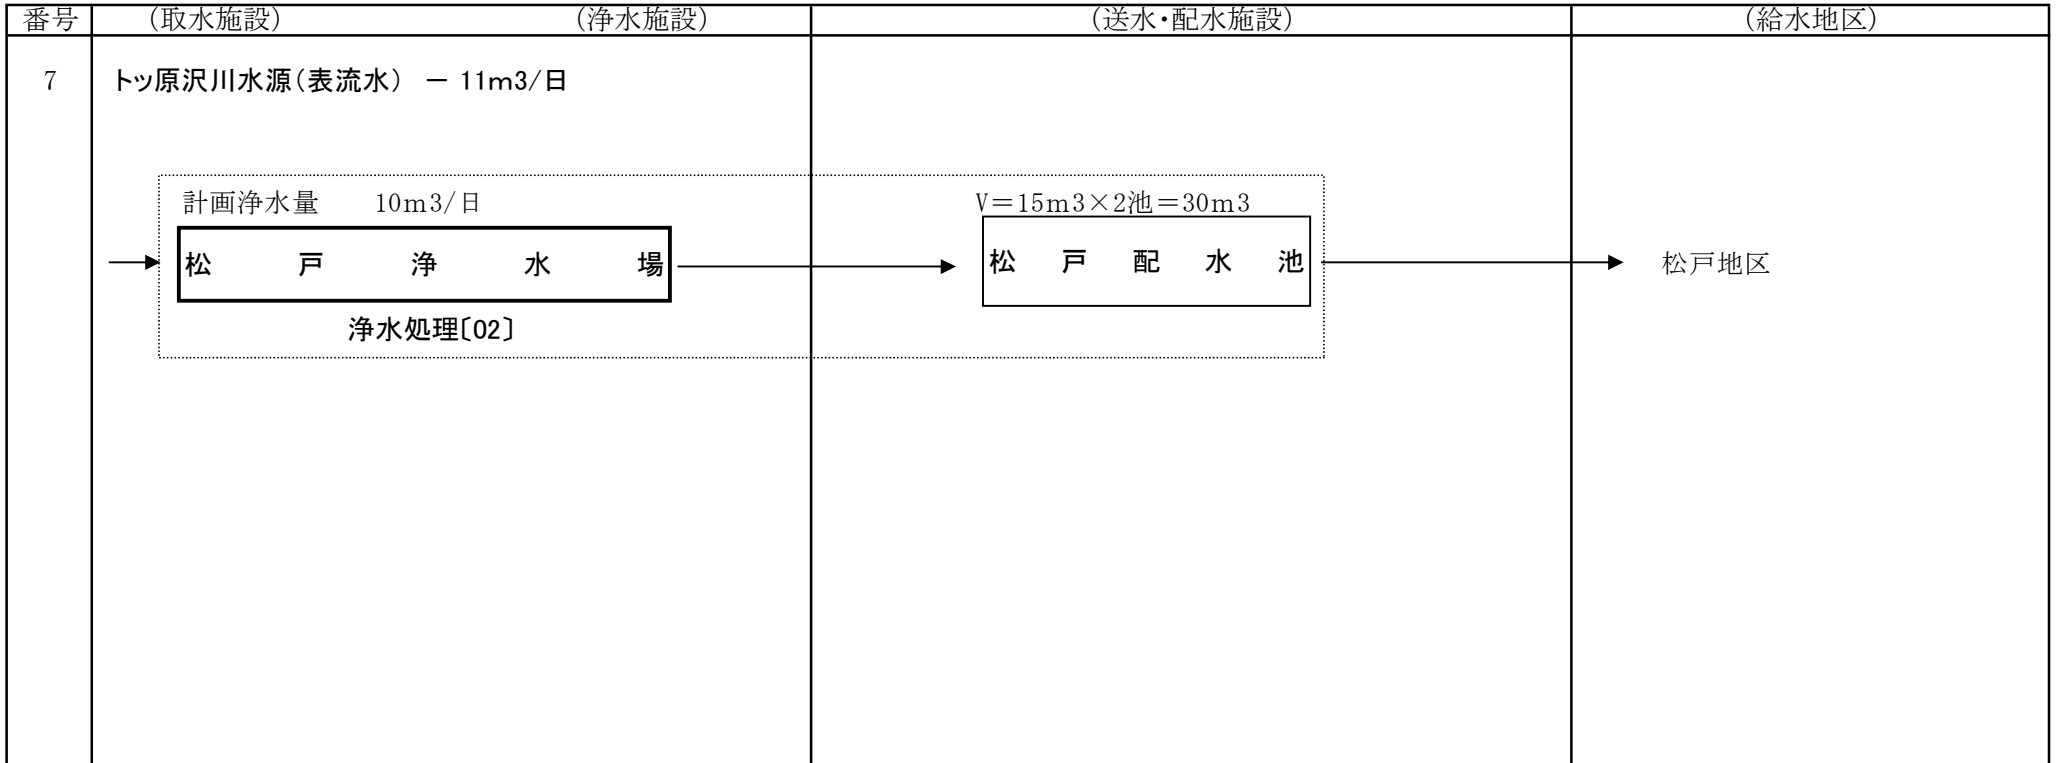 番号 (取水施設) (浄水施設) (送水・配水施設) (給水地区)
7 トッ原沢川水源(表流水) － 11m3/日
計画浄水量 10m3/日 V＝15m3×2池＝30m3
松戸浄水場 松戸配水池 松戸地区
浄水処理〔02〕